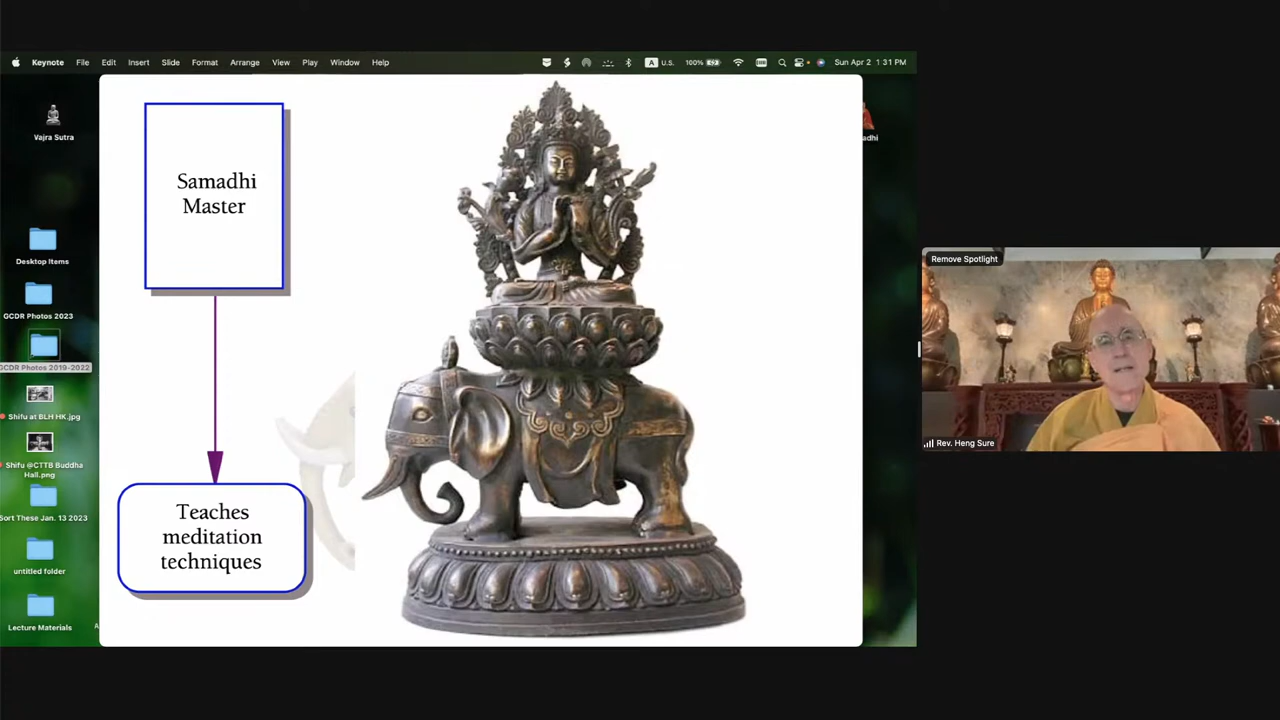 Keynote File Edit Insert Slide Format Arrange View Play Window Help A U.S. 100% Sun Apr 2 1 31 PM
Vajra Sutra
Desktop Items
GCDR Photos 2023
GCDR Photos 2019-2022
Shifu at BLH HK.jpg
Shifu @CTTB Buddha
Hall.png
Sort These Jan. 13 2023
untitled folder
Lecture Materials
Samadhi
Master
Teaches
meditation
techniques
Remove Spotlight
Rev. Heng Sure